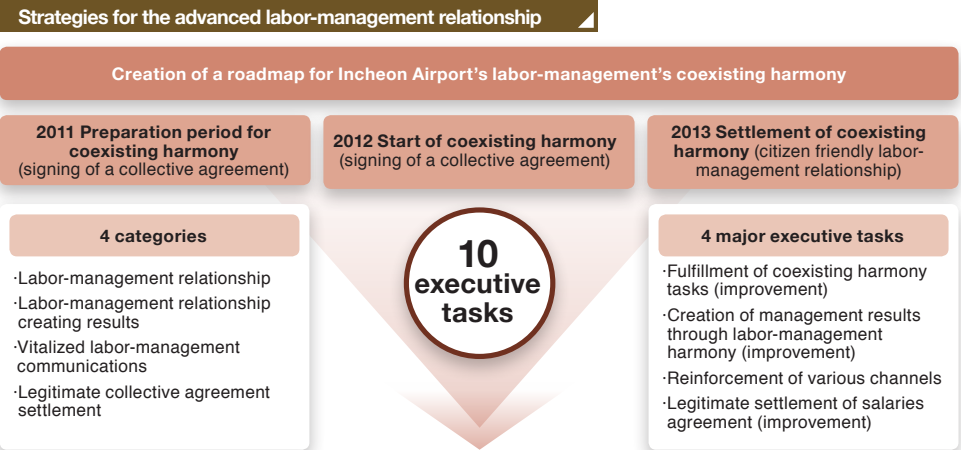 Strategies for the advanced labor-management relationship
Creation of a roadmap for Incheon Airport's labor-management's coexisting harmony
2011 Preparation period for
coexisting harmony
(signing of a collective agreement)
2012 Start of coexisting harmony
(signing of a collective agreement)
2013 Settlement of coexisting
harmony (citizen friendly labor-
management relationship)
4 categories
·Labor-management relationship
·Labor-management relationship
creating results
·Vitalized labor-management
communications
·Legitimate collective agreement
settlement
10
executive
tasks
4 major executive tasks
·Fulfillment of coexisting harmony
tasks (improvement)
·Creation of management results
through labor-management
harmony (improvement)
·Reinforcement of various channels
·Legitimate settlement of salaries
agreement (improvement)